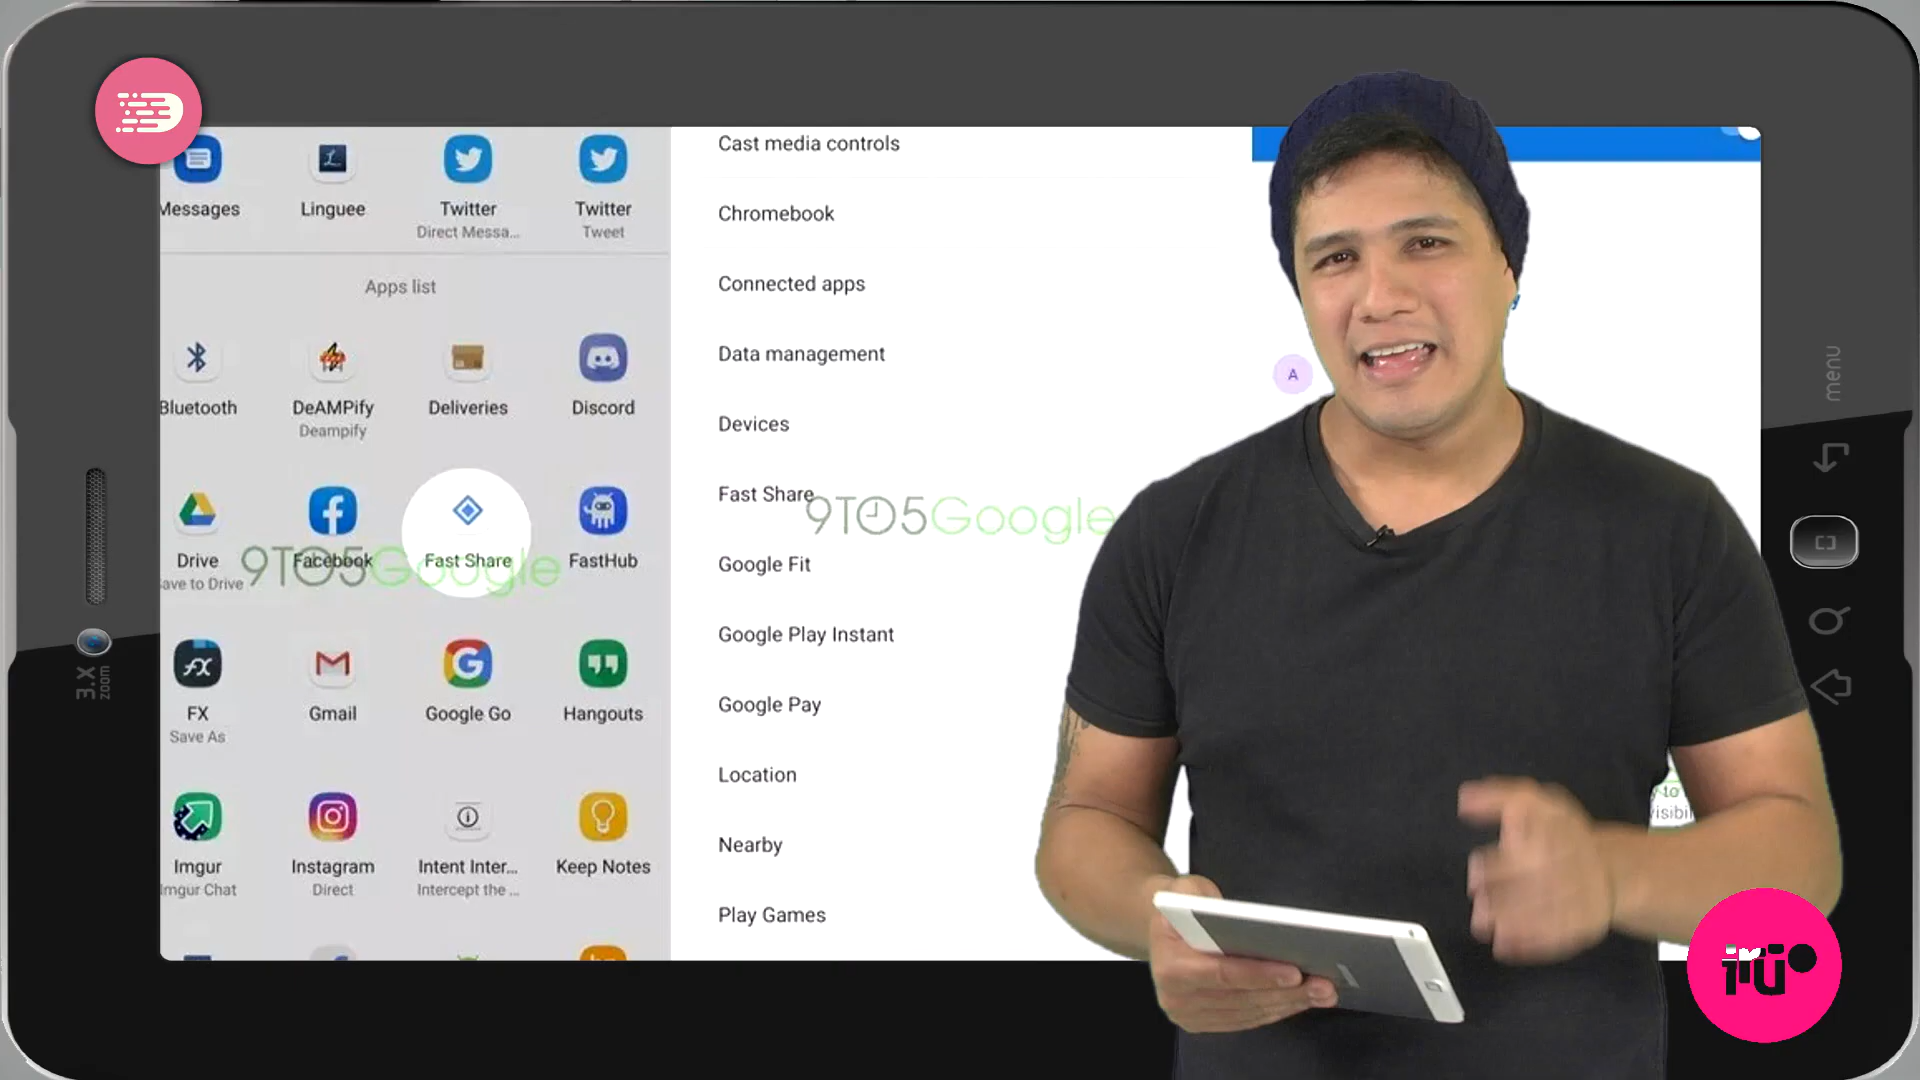 Messages
Linguee
Twitter
Twitter
Direct Messa...
Tweet
Apps list
Bluetooth
DeAMPify
Deliveries
Discord
Deampify
Drive
Facebook
Fast Share
FastHub
ave to Drive
9TO5Google
FX
Gmail
Google Go
Hangouts
Save As
Imgur
Instagram
Intent Inter...
Keep Notes
Imgur Chat
Direct
Intercept the ...
Cast media controls
Chromebook
Connected apps
Data management
Devices
Fast Share
9TO5Google
Google Fit
Google Play Instant
Google Pay
Location
Nearby
Play Games
A
menu
3.X
zoom